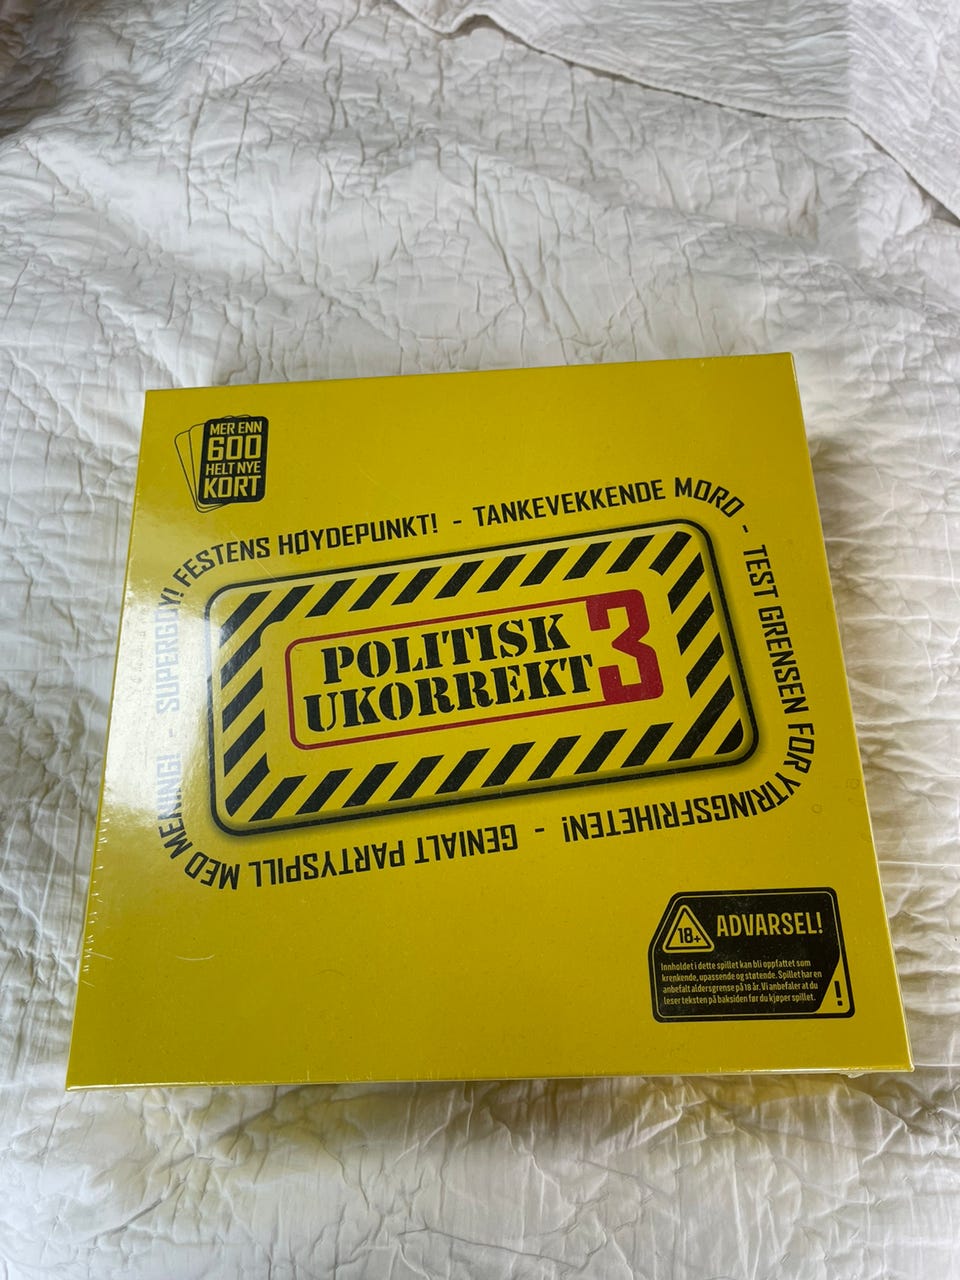 MER ENN
600
HELT NYE
KORT
FESTENS HØYDEPUNKT! - TANKEVEKKENDE MORO - TEST GRENSEN FOR YTRINGSFRIHETEN! - GENIALT PARTYSPILL MED MENING! - SUPERGØY!
POLITISK
UKORREKT
3
18+
ADVARSEL!
Innholdet i dette spillet kan bli oppfattet som
krenkende, upassende og støtende. Spillet har en
anbefalt aldersgrense på 18 år. Vi anbefaler at du
leser teksten på baksiden før du kjøper spillet.
!